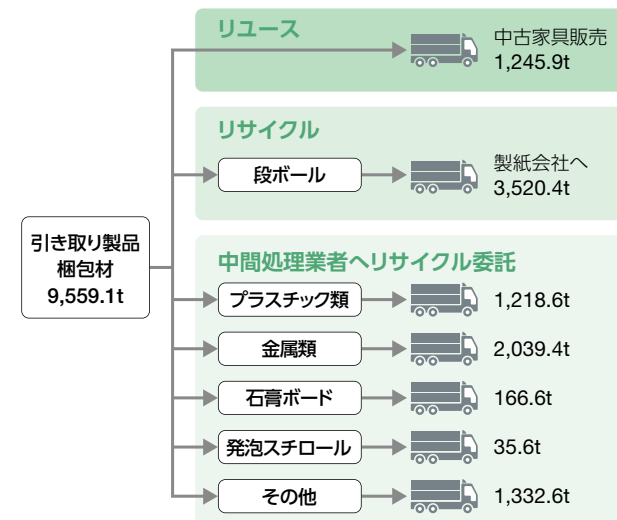 リユース
中古家具販売
1,245.9t
リサイクル
段ボール
製紙会社へ
3,520.4t
引き取り製品
梱包材
9,559.1t
中間処理業者へリサイクル委託
プラスチック類
1,218.6t
金属類
2,039.4t
石膏ボード
166.6t
発泡スチロール
35.6t
その他
1,332.6t